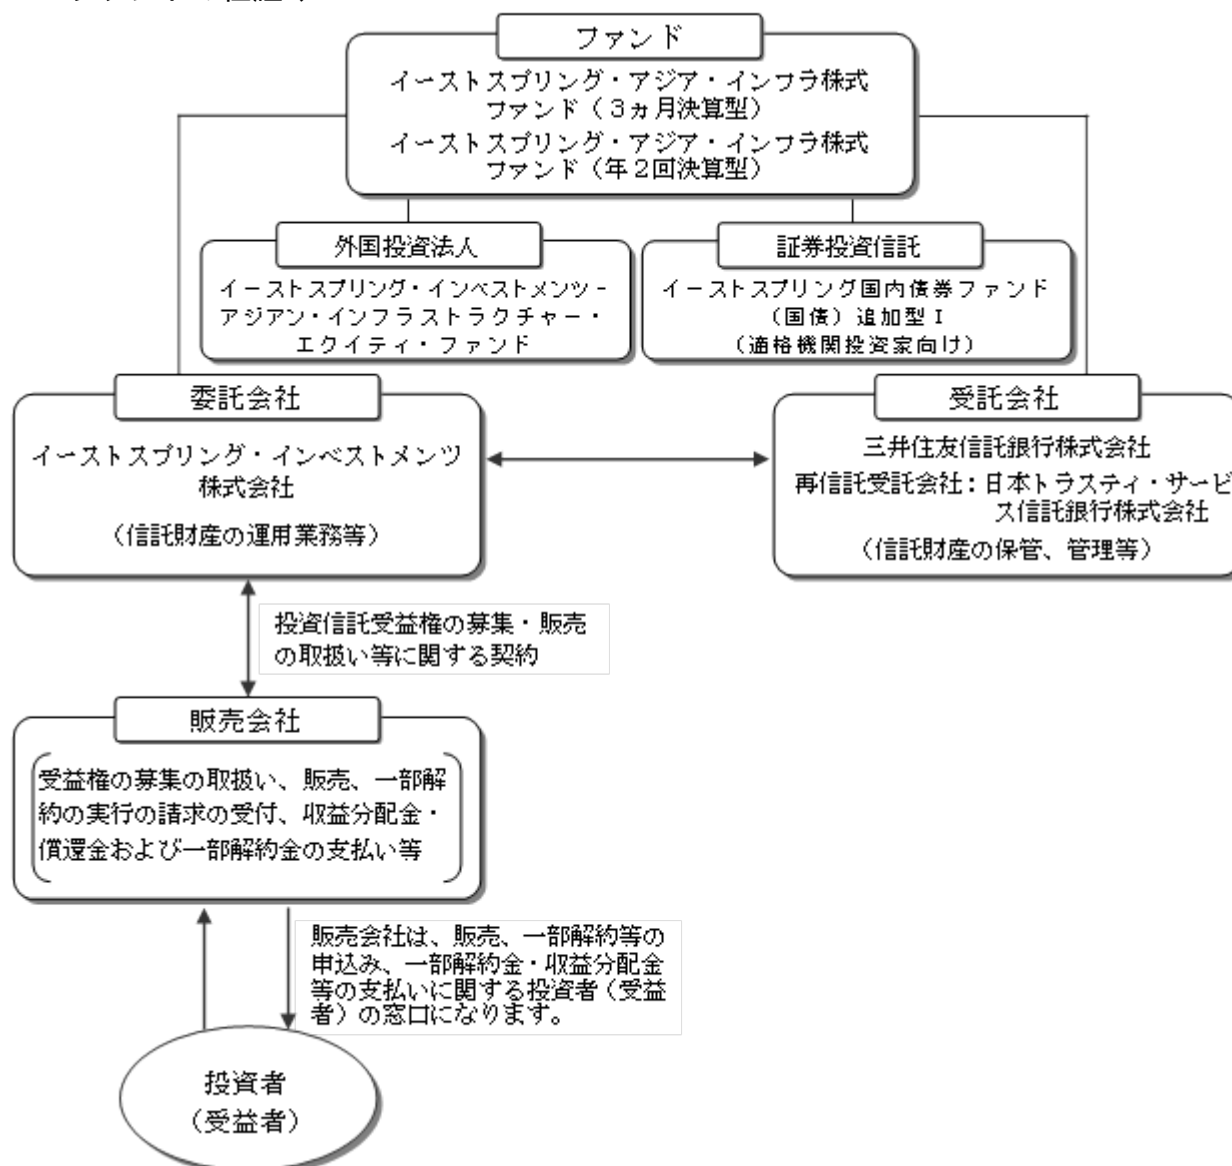 ファンド
イーストスプリング・アジア・インフラ株式
ファンド（３ヵ月決算型）
イーストスプリング・アジア・インフラ株式
ファンド（年２回決算型）
外国投資法人
イーストスプリング・インベストメンツ－
アジアン・インフラストラクチャー・
エクイティ・ファンド
証券投資信託
イーストスプリング国内債券ファンド
（国債）追加型Ｉ
（適格機関投資家向け）
委託会社
イーストスプリング・インベストメンツ
株式会社
（信託財産の運用業務等）
受託会社
三井住友信託銀行株式会社
再信託受託会社：日本トラスティ・サービ
ス信託銀行株式会社
（信託財産の保管、管理等）
投資信託受益権の募集・販売
の取扱い等に関する契約
販売会社
受益権の募集の取扱い、販売、一部解
約の実行の請求の受付、収益分配金・
償還金および一部解約金の支払い等
販売会社は、販売、一部解約等の
申込み、一部解約金・収益分配金
等の支払いに関する投資者（受益
者）の窓口になります。
投資者
（受益者）